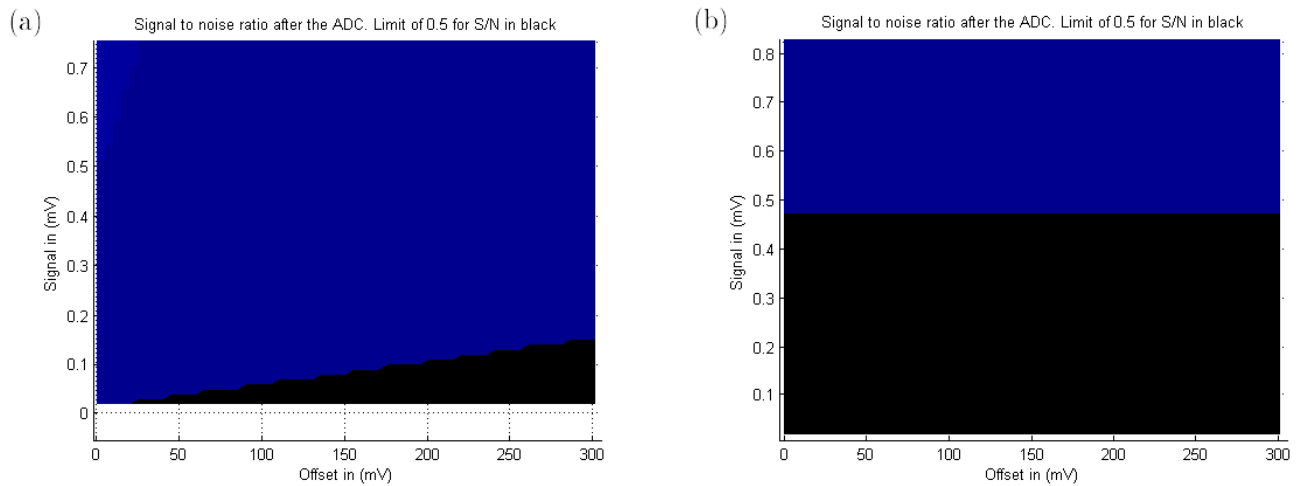 (a)
Signal to noise ratio after the ADC. Limit of 0.5 for S/N in black
0.7
0.6
0.5
0.4
0.3
0.2
0.1
0
Signal in (mV)
0 50 100 150 200 250 300
Offset in (mV)
(b)
Signal to noise ratio after the ADC. Limit of 0.5 for S/N in black
0.8
0.7
0.6
0.5
0.4
0.3
0.2
0.1
Signal in (mV)
0 50 100 150 200 250 300
Offset in (mV)